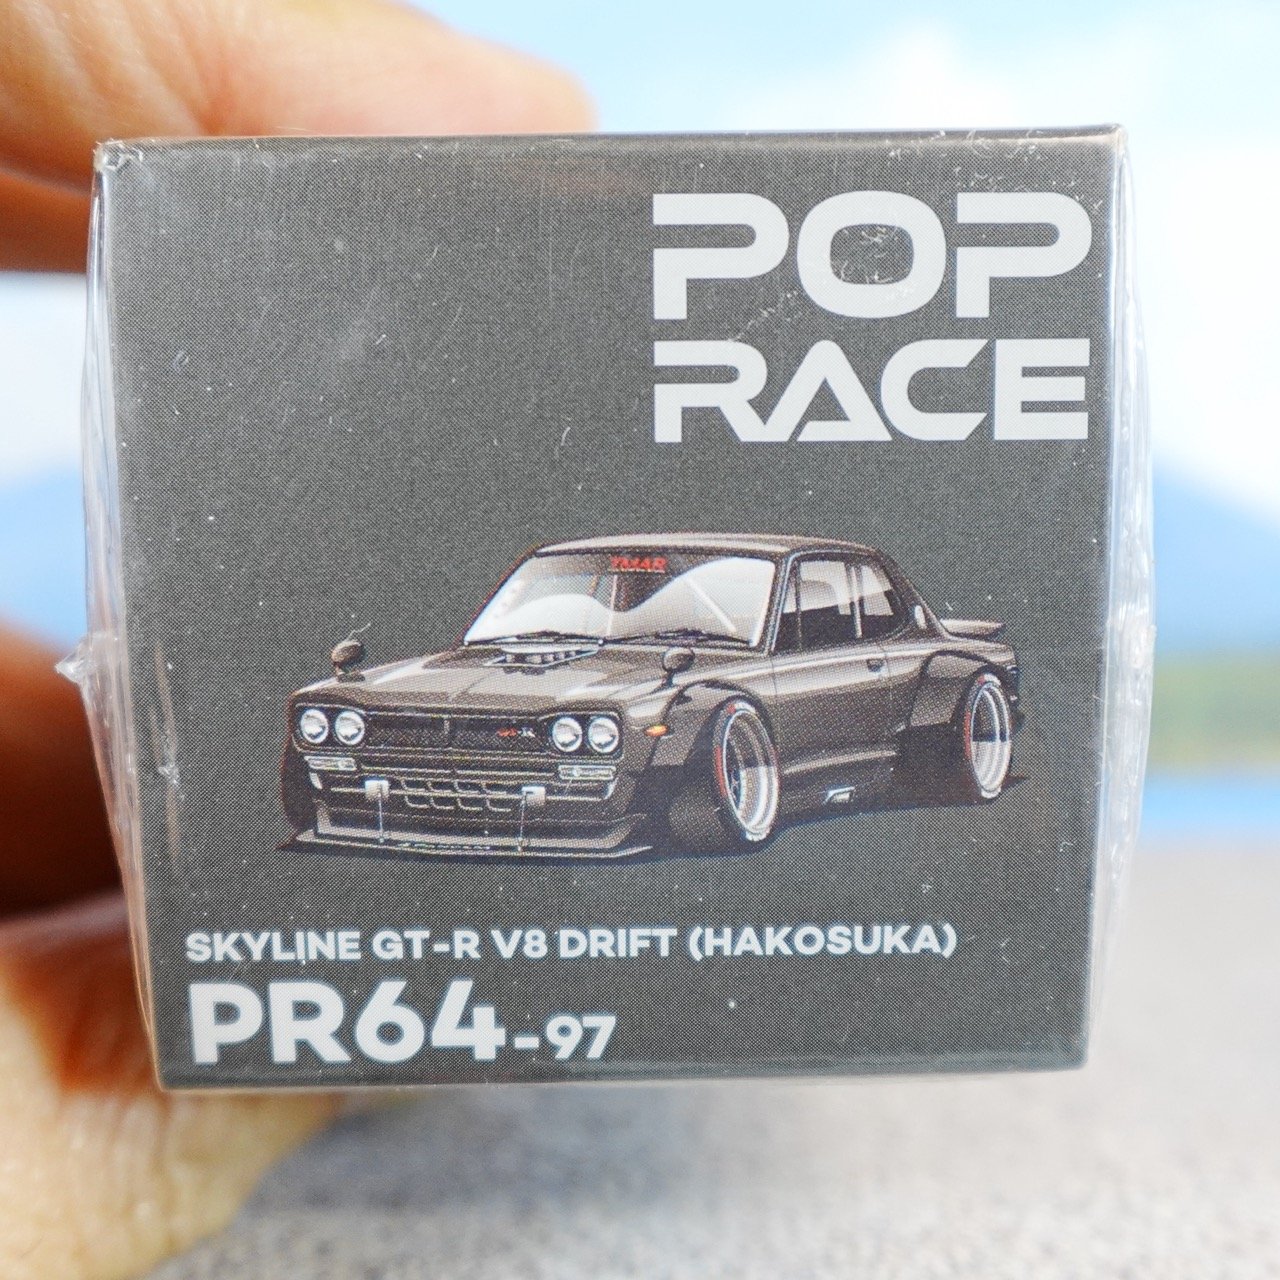 POP
RACE
SKYLINE GT-R V8 DRIFT (HAKOSUKA)
PR64-97